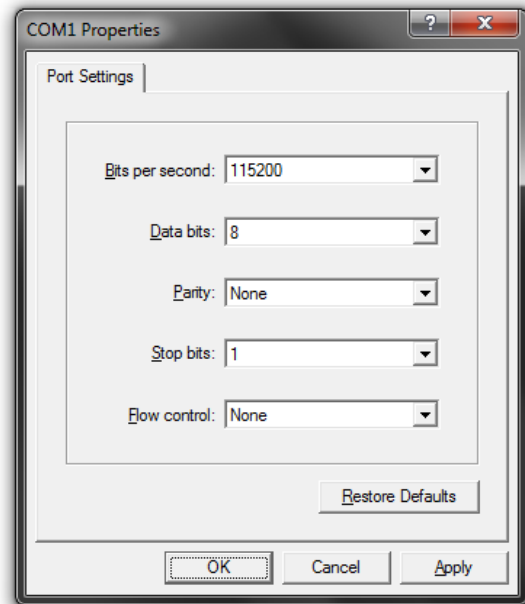 COM1 Properties
?
X
Port Settings
Bits per second: 115200
Data bits: 8
Parity: None
Stop bits: 1
Flow control: None
Restore Defaults
OK Cancel Apply